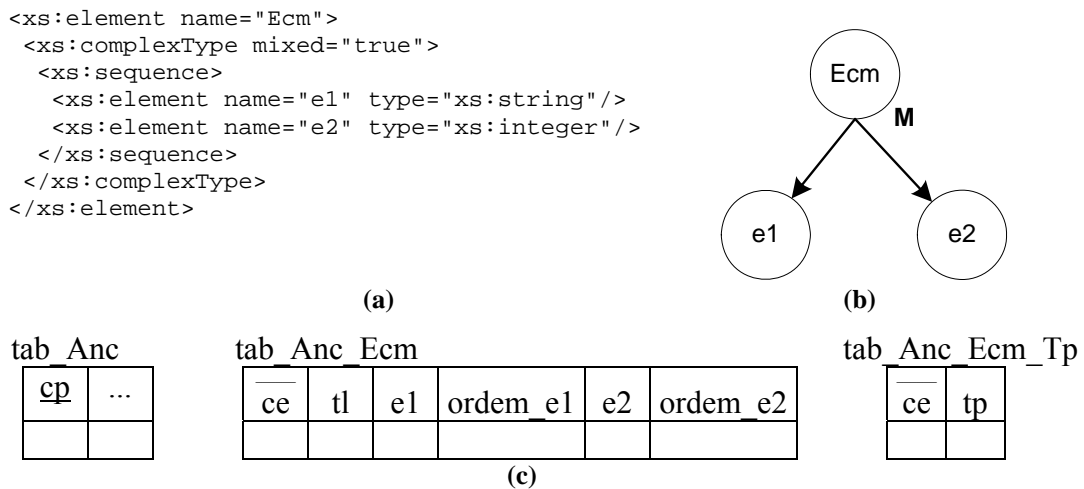 <xs:element name="Ecm">
<xs:complexType mixed="true">
<xs:sequence>
<xs:element name="e1" type="xs:string"/>
<xs:element name="e2" type="xs:integer"/>
</xs:sequence>
</xs:complexType>
</xs:element>
(a)
Ecm
M
e1 e2
(b)
tab_Anc
cp ...
tab_Anc_Ecm
ce tl e1 ordem_e1 e2 ordem_e2
tab_Anc_Ecm_Tp
ce tp
(c)